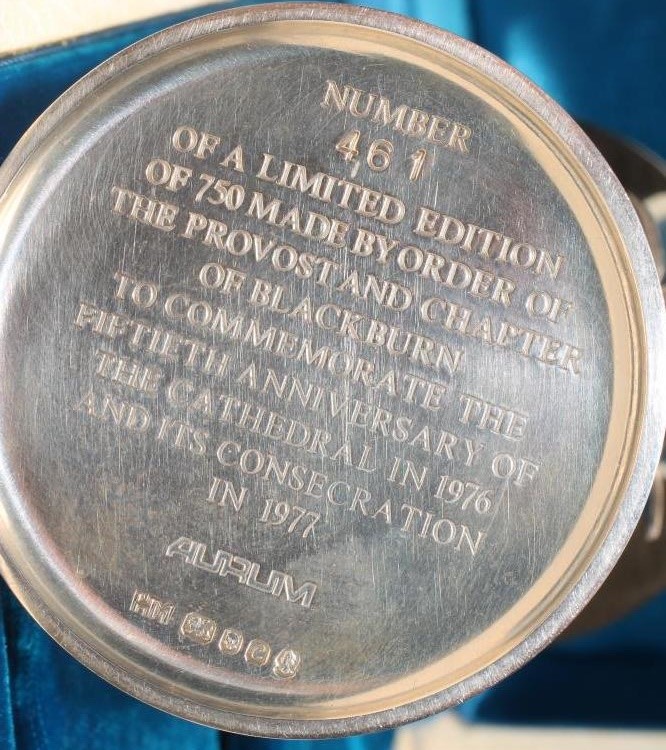 NUMBER
461
OF A LIMITED EDITION
OF 750 MADE BY ORDER OF
THE PROVOST AND CHAPTER
OF BLACKBURN
TO COMMEMORATE THE
FIFTIETH ANNIVERSARY OF
THE CATHEDRAL IN 1976
AND ITS CONSECRATION
IN 1977
AURUM